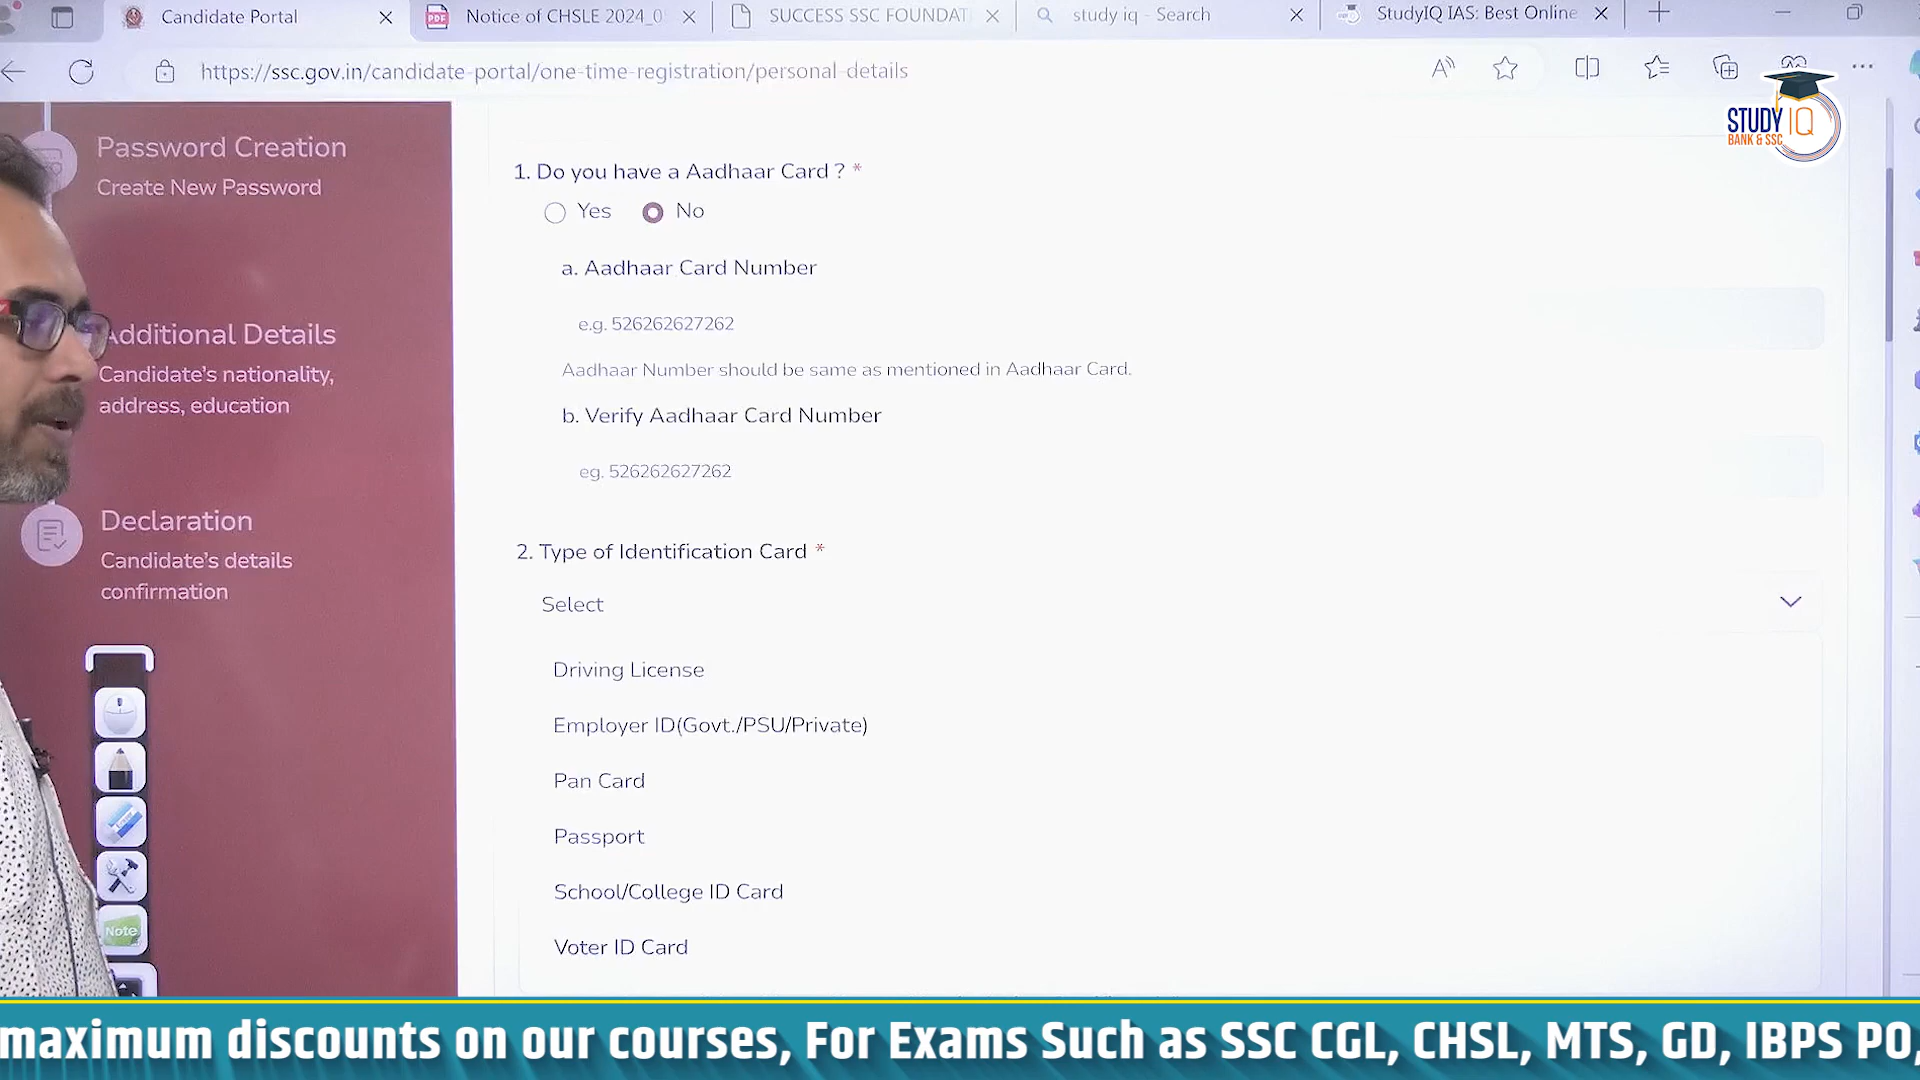 Candidate Portal
Notice of CHSLE 2024_0
SUCCESS SSC FOUNDAT
study iq - Search
StudyIQ IAS: Best Online
https://ssc.gov.in/candidate-portal/one-time-registration/personal-details
STUDY IQ
BANK & SSC
Password Creation
Create New Password
Additional Details
Candidate's nationality,
address, education
Declaration
Candidate's details
confirmation
Note
1. Do you have a Aadhaar Card ? *
Yes No
a. Aadhaar Card Number
e.g. 526262627262
Aadhaar Number should be same as mentioned in Aadhaar Card.
b. Verify Aadhaar Card Number
eg. 526262627262
2. Type of Identification Card *
Select
Driving License
Employer ID(Govt./PSU/Private)
Pan Card
Passport
School/College ID Card
Voter ID Card
maximum discounts on our courses, For Exams Such as SSC CGL, CHSL, MTS, GD, IBPS PO,